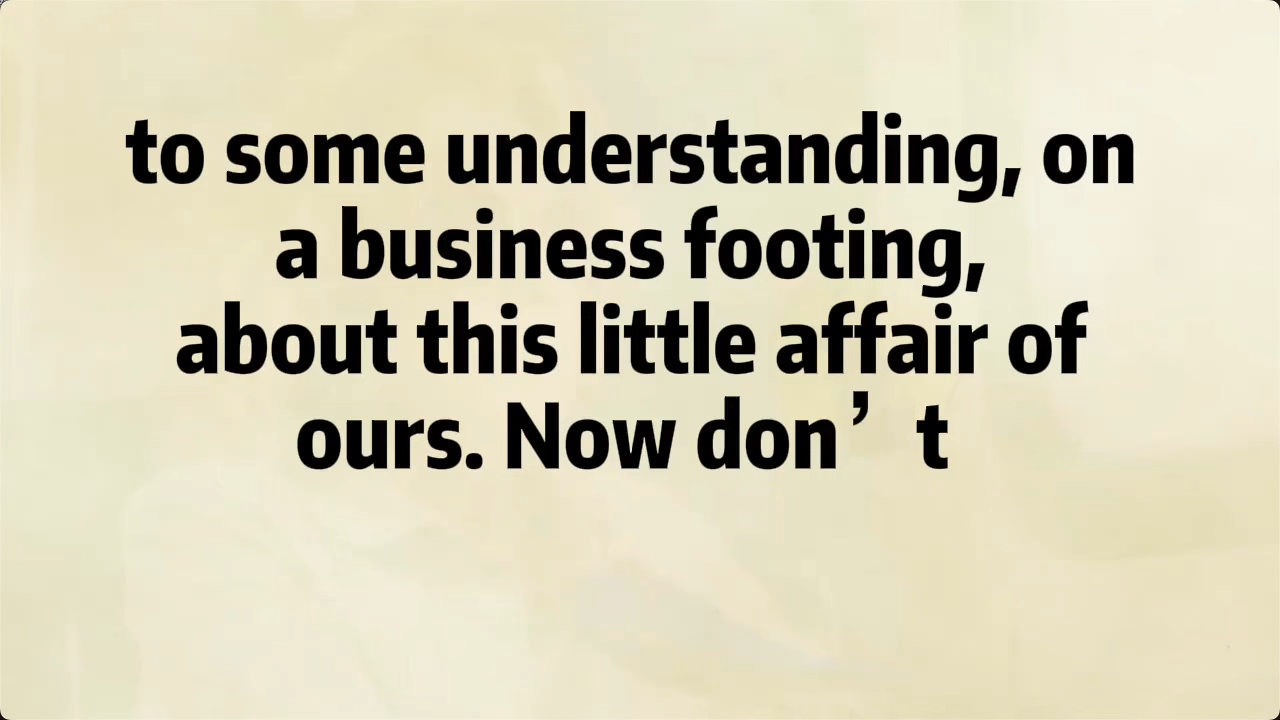 to some understanding, on
a business footing,
about this little affair of
ours. Now don’t